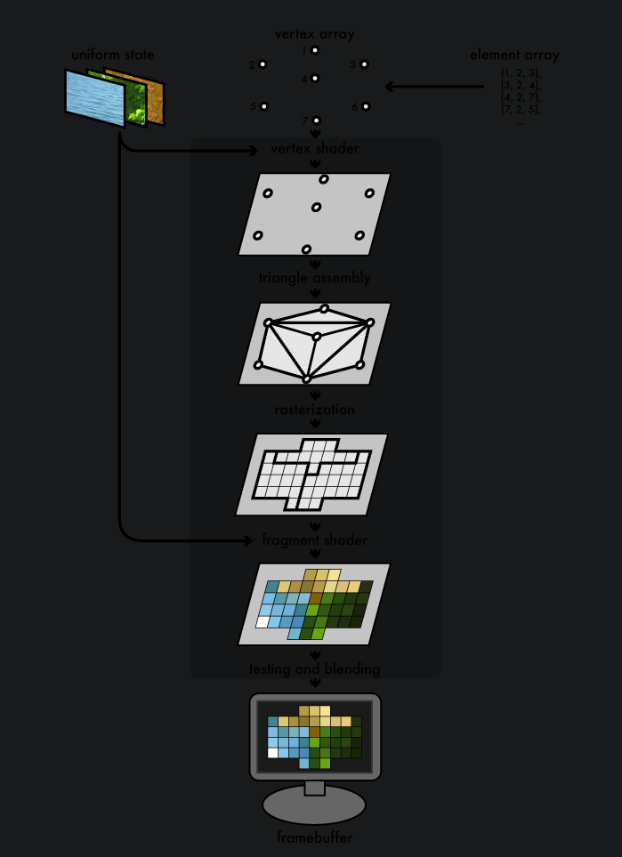 vertex array
uniform state
element array
1
2
3
4
5
6
7
{1, 2, 3},
{3, 2, 4},
{4, 2, 7},
{7, 2, 5},
...
vertex shader
triangle assembly
rasterization
fragment shader
testing and blending
framebuffer